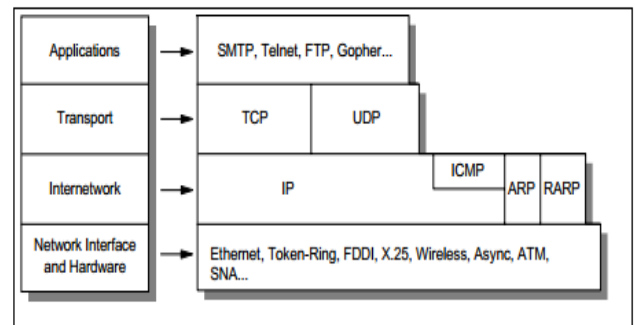 Applications
SMTP, Telnet, FTP, Gopher...
Transport
TCP
UDP
Internetwork
IP
ICMP
ARP
RARP
Network Interface
and Hardware
Ethernet, Token-Ring, FDDI, X.25, Wireless, Async, ATM,
SNA...